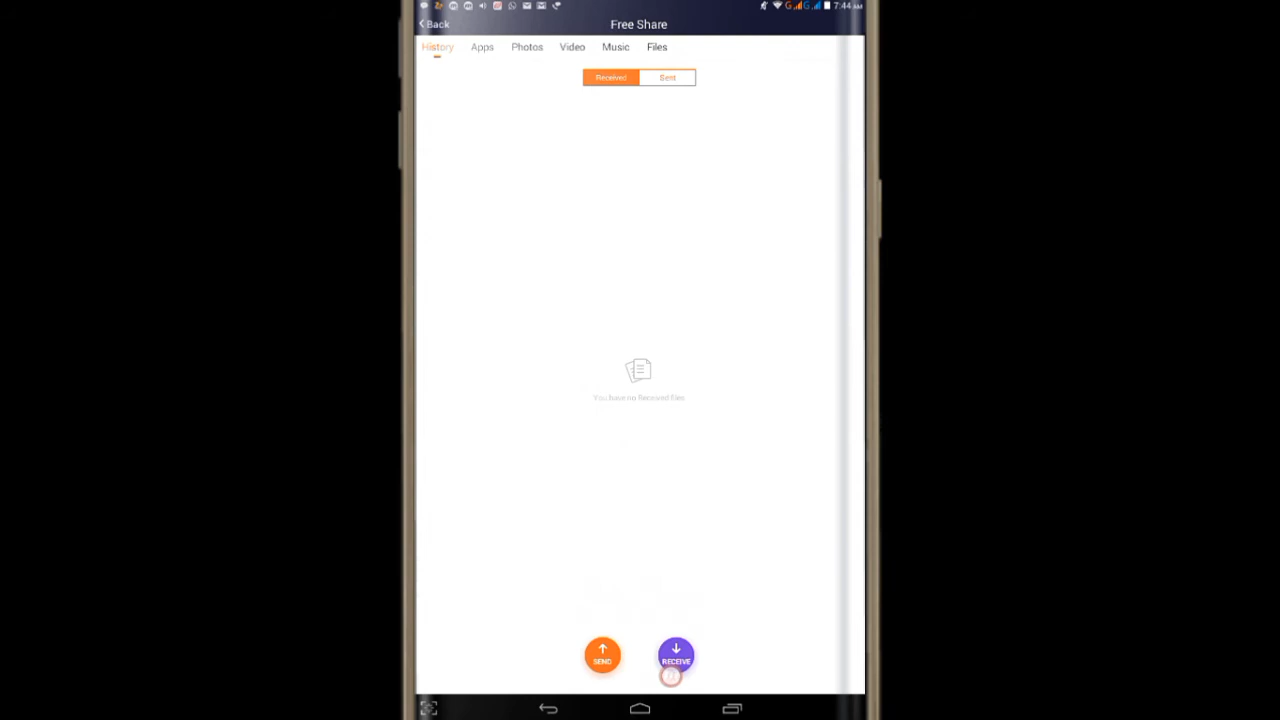 7:44 AM
Back
Free Share
History Apps Photos Video Music Files
Received Sent
You have no Received files
SEND RECEIVE